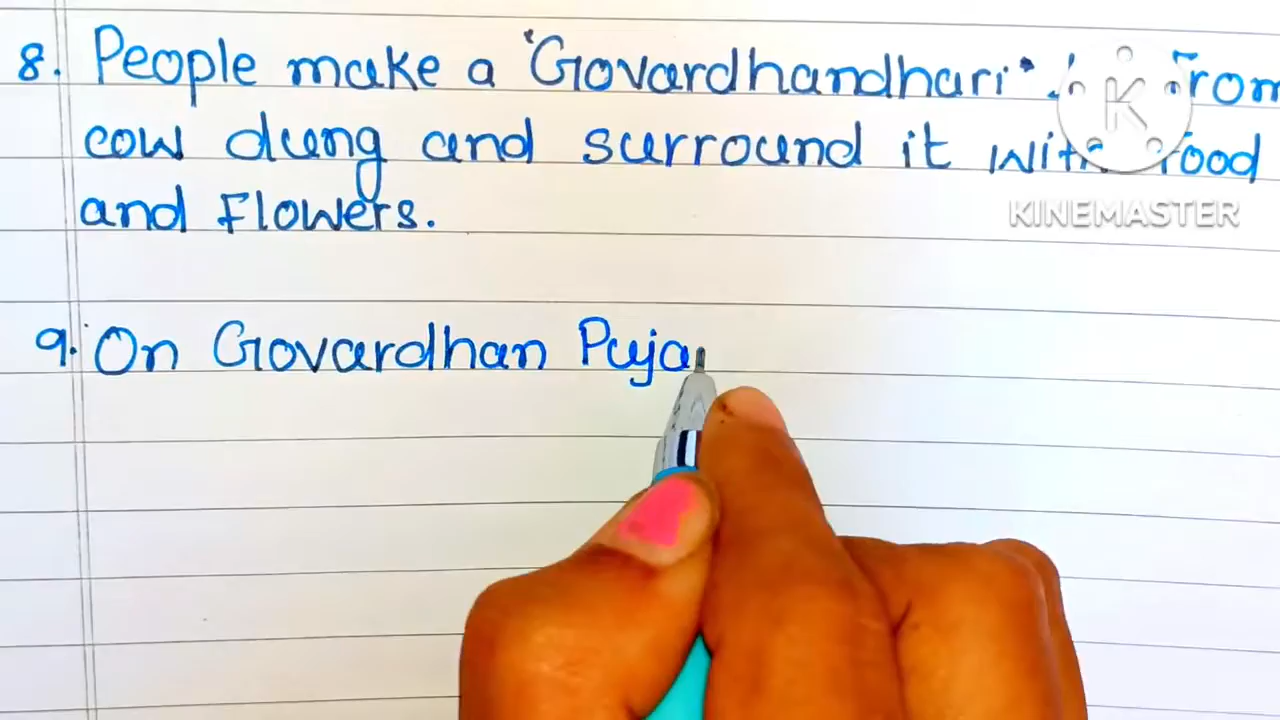 8. People make a 'Govardhandhari' From
cow dung and surround it with food
and Flowers.
KINEMASTER
9. On Govardhan Puja